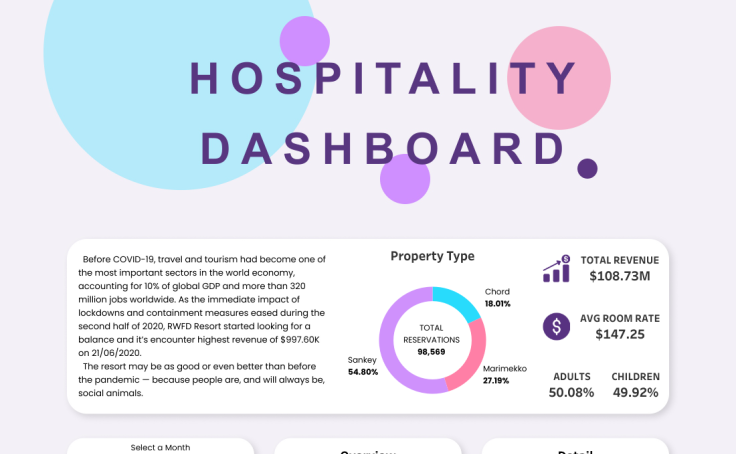 HOSPITALITY
DASHBOARD
Before COVID-19, travel and tourism had become one of
the most important sectors in the world economy,
accounting for 10% of global GDP and more than 320
million jobs worldwide. As the immediate impact of
lockdowns and containment measures eased during the
second half of 2020, RWFD Resort started looking for a
balance and it's encounter highest revenue of $997.60K
on 21/06/2020.
The resort may be as good or even better than before
the pandemic — because people are, and will always be,
social animals.
Property Type
Chord
18.01%
TOTAL
RESERVATIONS
98,569
Sankey
54.80%
Marimekko
27.19%
TOTAL REVENUE
$108.73M
AVG ROOM RATE
$147.25
ADULTS CHILDREN
50.08% 49.92%
Select a Month
Overview
Detail